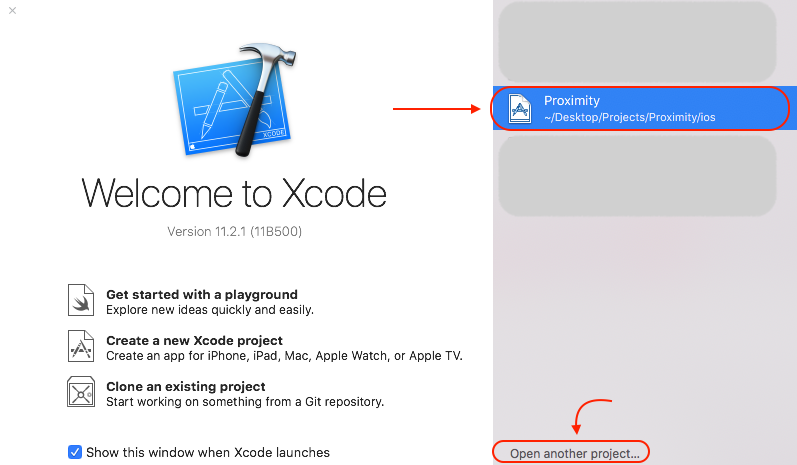 XCODE
Welcome to Xcode
Version 11.2.1 (11B500)
Get started with a playground
Explore new ideas quickly and easily.
Create a new Xcode project
Create an app for iPhone, iPad, Mac, Apple Watch, or Apple TV.
Clone an existing project
Start working on something from a Git repository.
Show this window when Xcode launches
Proximity
~/Desktop/Projects/Proximity/ios
Open another project...